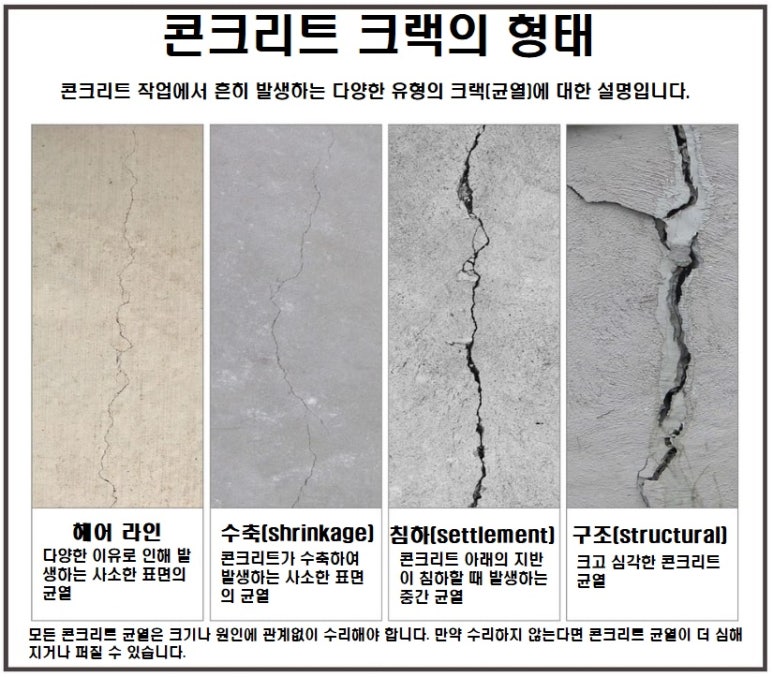 콘크리트 크랙의 형태
콘크리트 작업에서 흔히 발생하는 다양한 유형의 크랙(균열)에 대한 설명입니다.
헤어 라인
다양한 이유로 인해 발
생하는 사소한 표면의
균열
수축(shrinkage)
콘크리트가 수축하여
발생하는 사소한 표면
의 균열
침하(settlement)
콘크리트 아래의 지반
이 침하할 때 발생하는
중간 균열
구조(structural)
크고 심각한 콘크리트
균열
모든 콘크리트 균열은 크기나 원인에 관계없이 수리해야 합니다. 만약 수리하지 않는다면 콘크리트 균열이 더 심해
지거나 퍼질 수 있습니다.